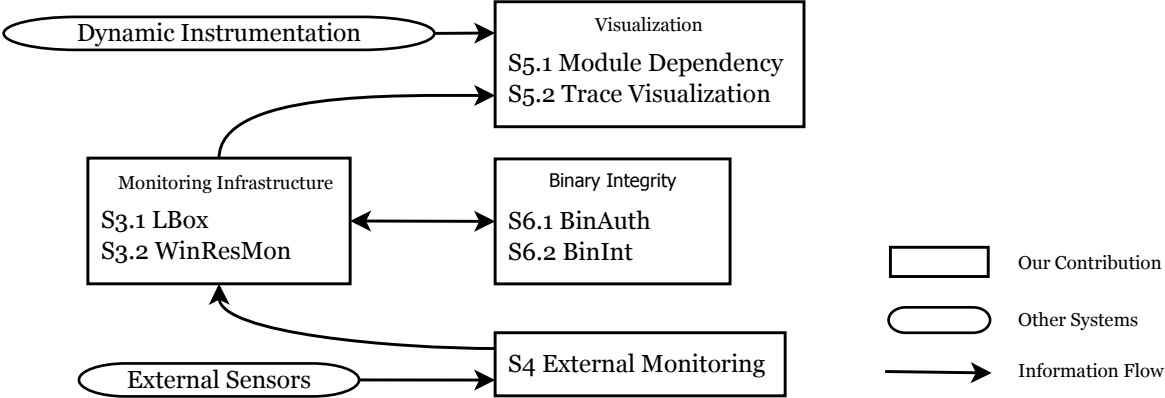 Dynamic Instrumentation
Visualization
S5.1 Module Dependency
S5.2 Trace Visualization
Monitoring Infrastructure
S3.1 LBox
S3.2 WinResMon
Binary Integrity
S6.1 BinAuth
S6.2 BinInt
S4 External Monitoring
External Sensors
Our Contribution
Other Systems
Information Flow